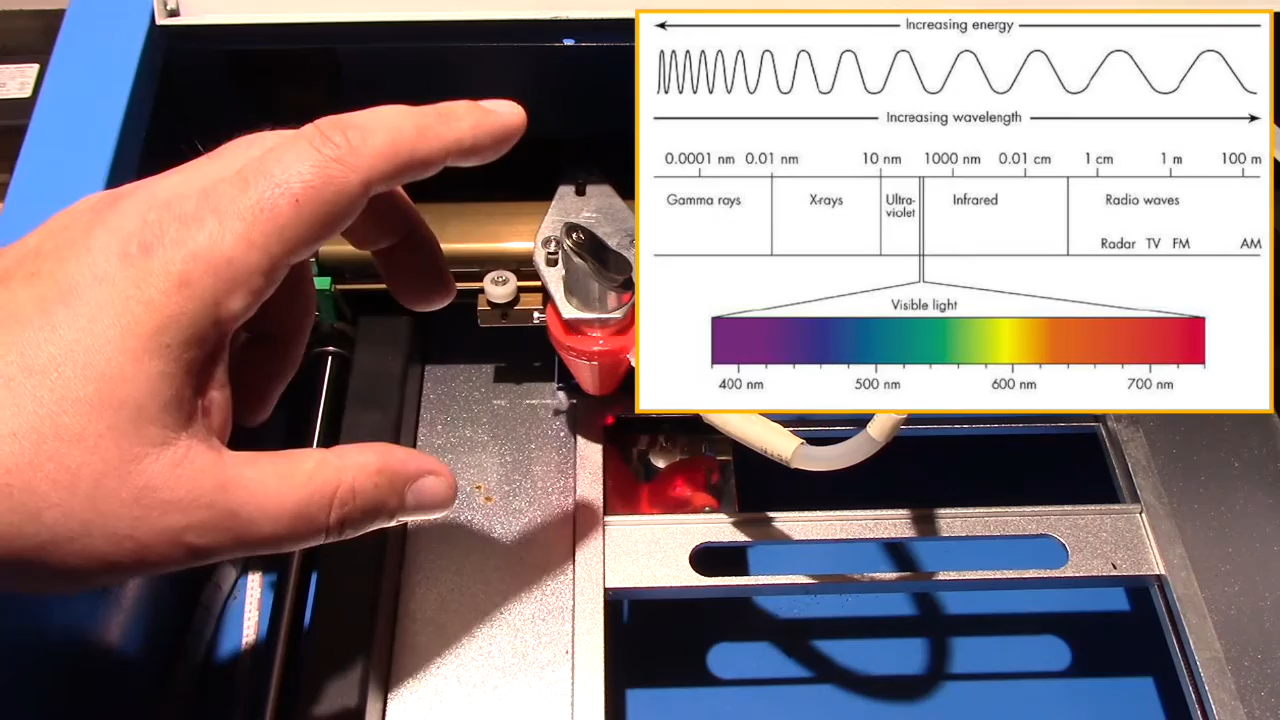 Increasing energy
Increasing wavelength
0.0001 nm 0.01 nm 10 nm 1000 nm 0.01 cm 1 cm 1 m 100 m
Gamma rays X-rays Ultra-violet Infrared Radio waves
Radar TV FM AM
Visible light
400 nm 500 nm 600 nm 700 nm